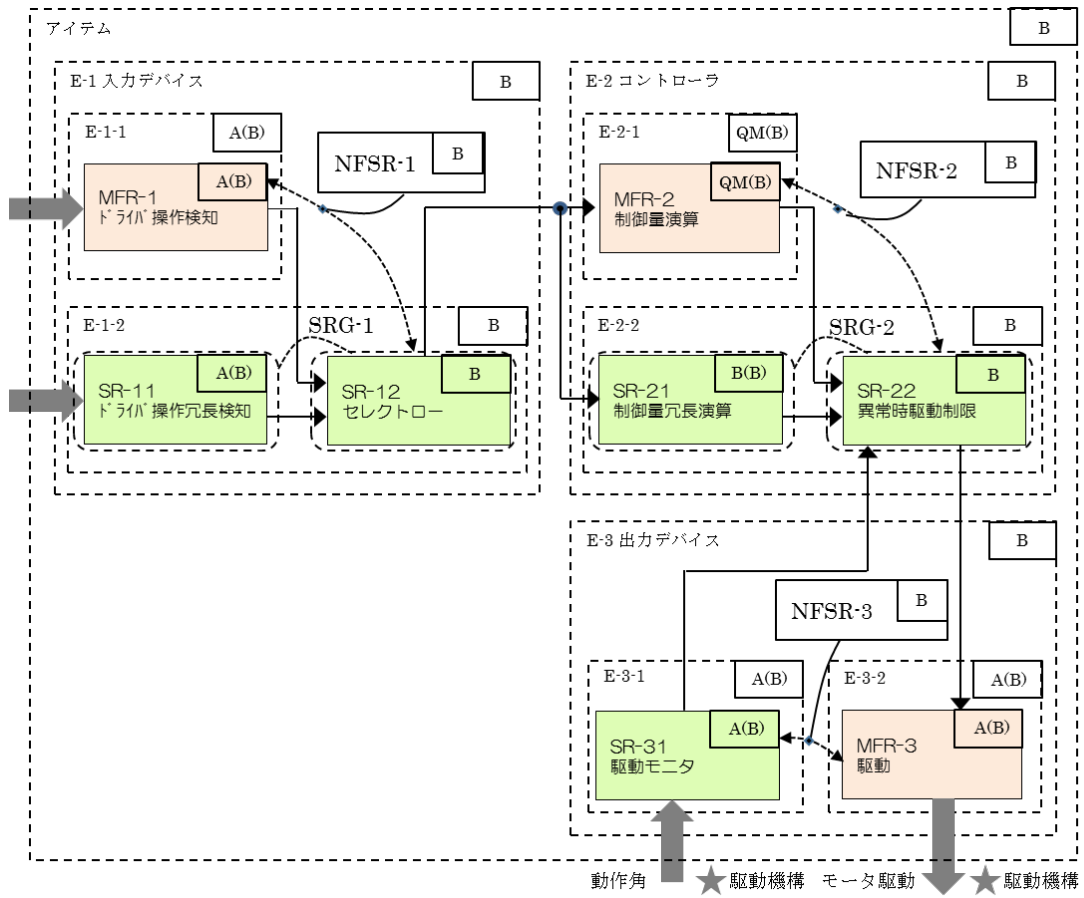 アイテム
B
E-1 入力デバイス
B
E-1-1
A(B)
MFR-1
A(B)
ドライバ操作検知
NFSR-1
B
E-1-2
B
SRG-1
SR-11
A(B)
ドライバ操作冗長検知
SR-12
B
セレクトロー
E-2 コントローラ
B
E-2-1
QM(B)
MFR-2
QM(B)
制御量演算
NFSR-2
B
E-2-2
B
SRG-2
SR-21
B(B)
制御量冗長演算
SR-22
B
異常時駆動制限
E-3 出力デバイス
B
NFSR-3
B
E-3-1
A(B)
SR-31
A(B)
駆動モニタ
E-3-2
A(B)
MFR-3
A(B)
駆動
動作角
★駆動機構
モータ駆動
★駆動機構